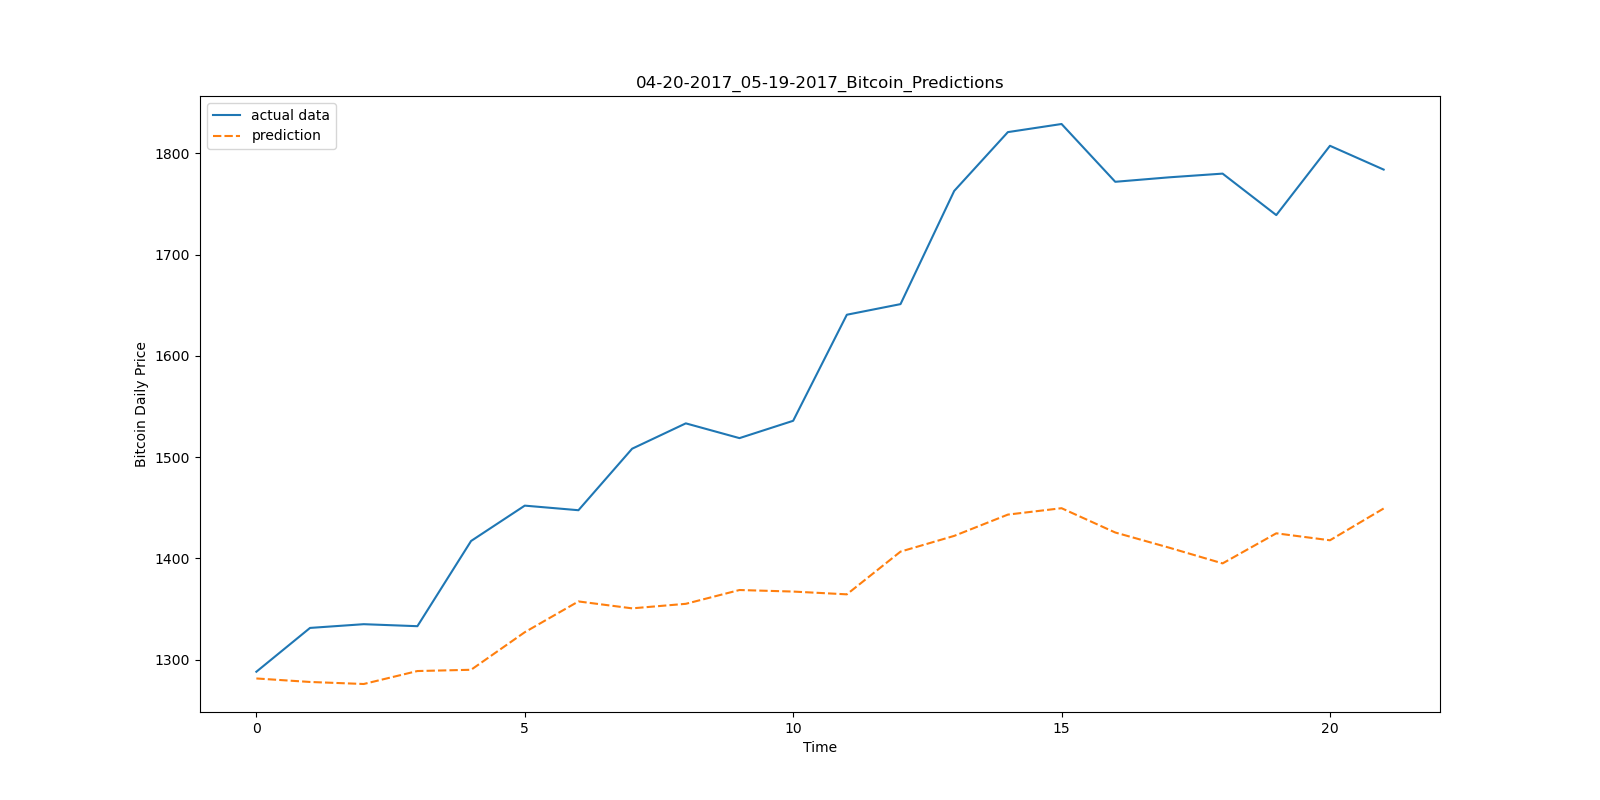 04-20-2017_05-19-2017_Bitcoin_Predictions
actual data
prediction
1800
1700
1600
1500
1400
1300
Bitcoin Daily Price
0 5 10 15 20
Time